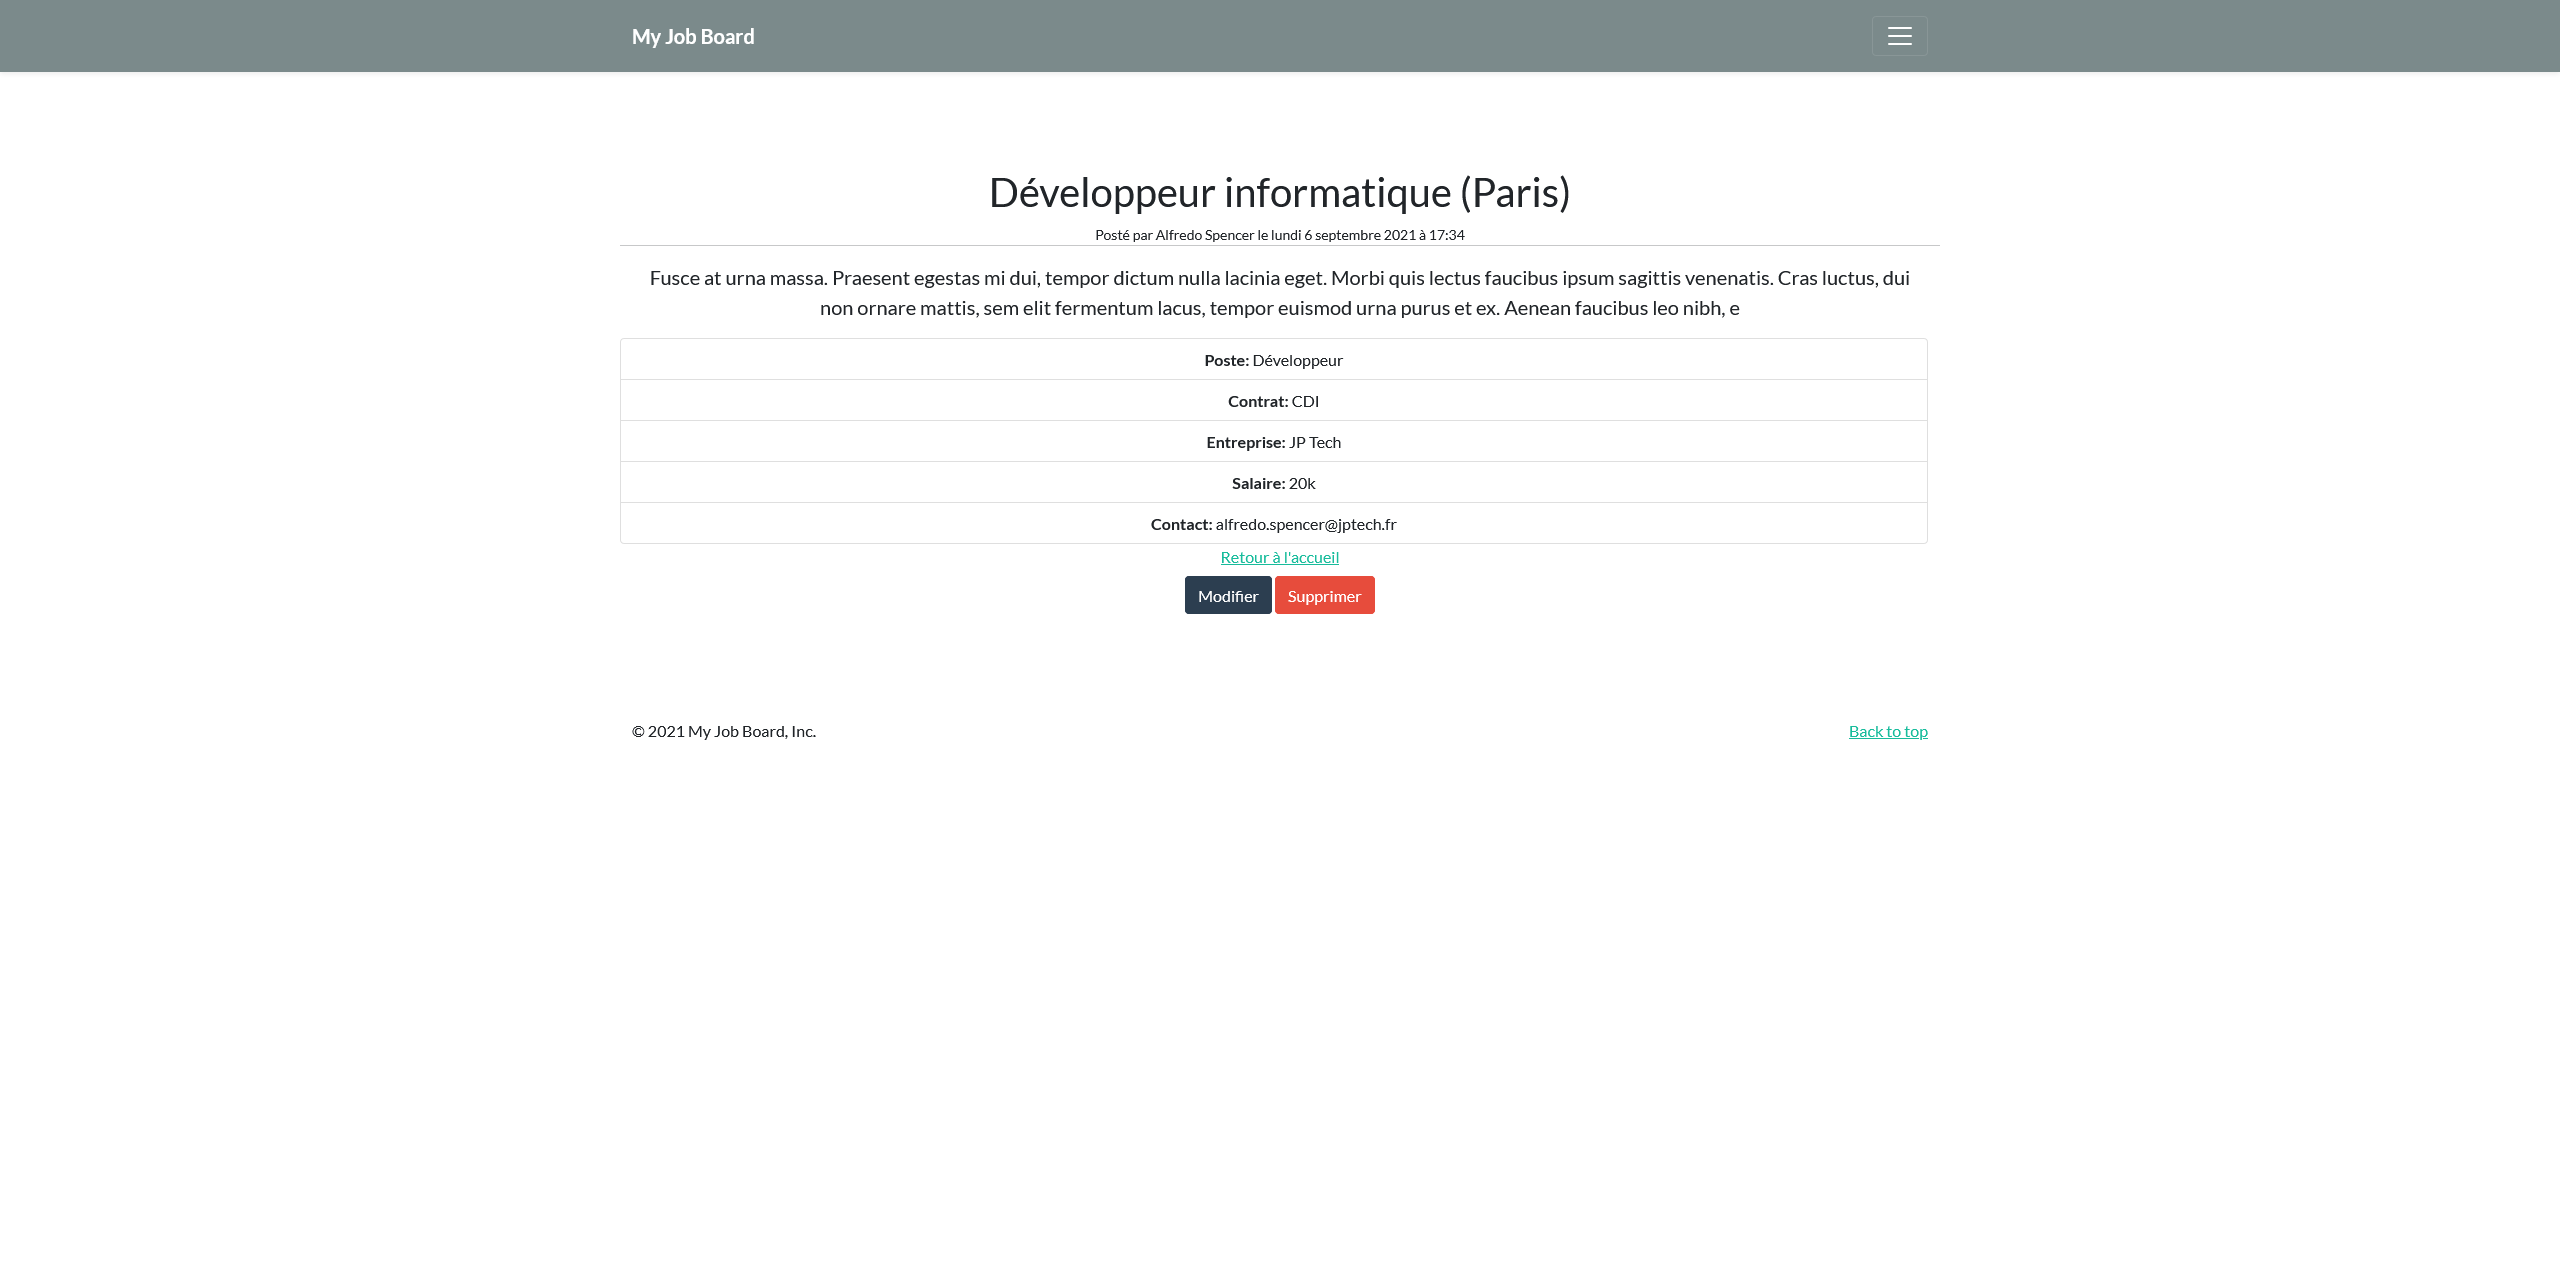 My Job Board
Développeur informatique (Paris)
Posté par Alfredo Spencer le lundi 6 septembre 2021 à 17:34
Fusce at urna massa. Praesent egestas mi dui, tempor dictum nulla lacinia eget. Morbi quis lectus faucibus ipsum sagittis venenatis. Cras luctus, dui
non ornare mattis, sem elit fermentum lacus, tempor euismod urna purus et ex. Aenean faucibus leo nibh, e
Poste: Développeur
Contrat: CDI
Entreprise: JP Tech
Salaire: 20k
Contact: alfredo.spencer@jptech.fr
Retour à l'accueil
Modifier Supprimer
© 2021 My Job Board, Inc. Back to top